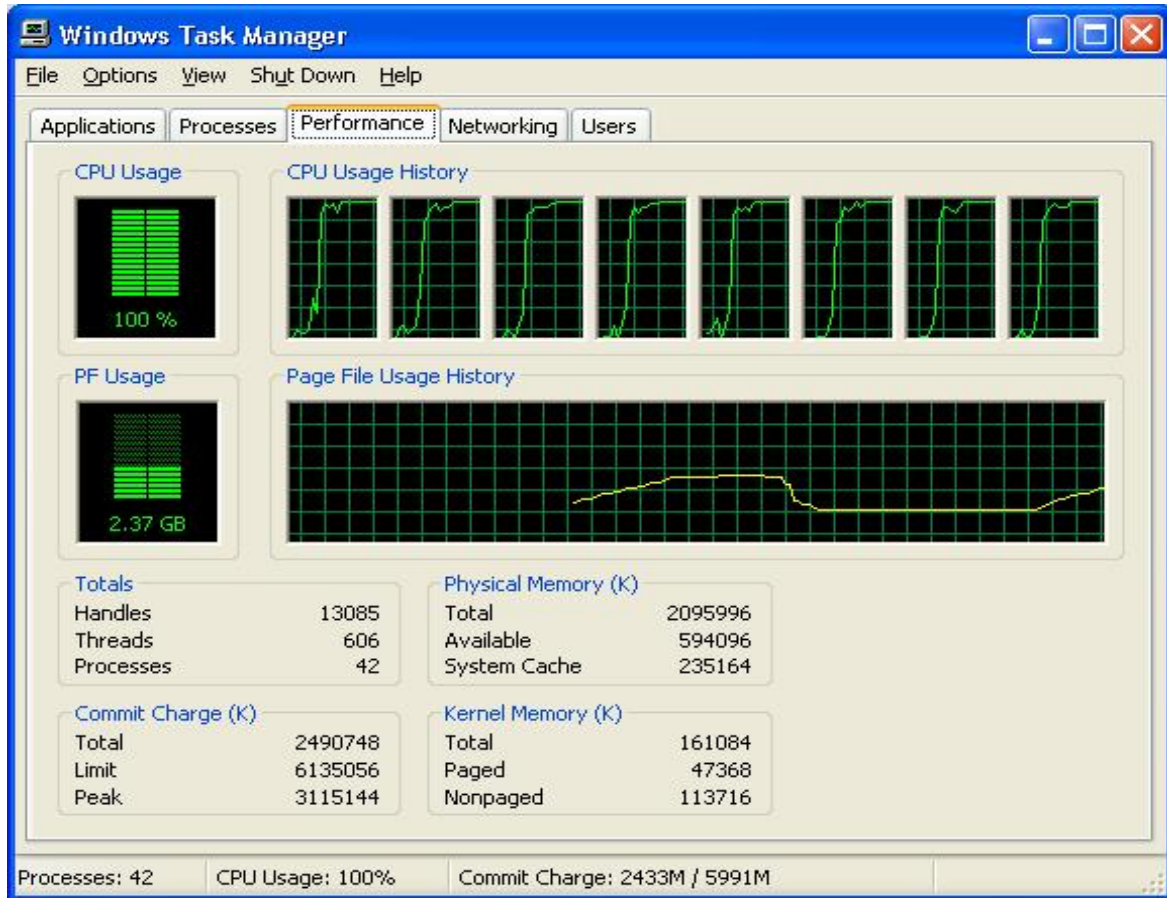 Windows Task Manager
File Options View Shut Down Help
Applications Processes Performance Networking Users
CPU Usage
CPU Usage History
100 %
PF Usage
Page File Usage History
2.37 GB
Totals
Handles 13085
Threads 606
Processes 42
Physical Memory (K)
Total 2095996
Available 594096
System Cache 235164
Commit Charge (K)
Total 2490748
Limit 6135056
Peak 3115144
Kernel Memory (K)
Total 161084
Paged 47368
Nonpaged 113716
Processes: 42 CPU Usage: 100% Commit Charge: 2433M / 5991M